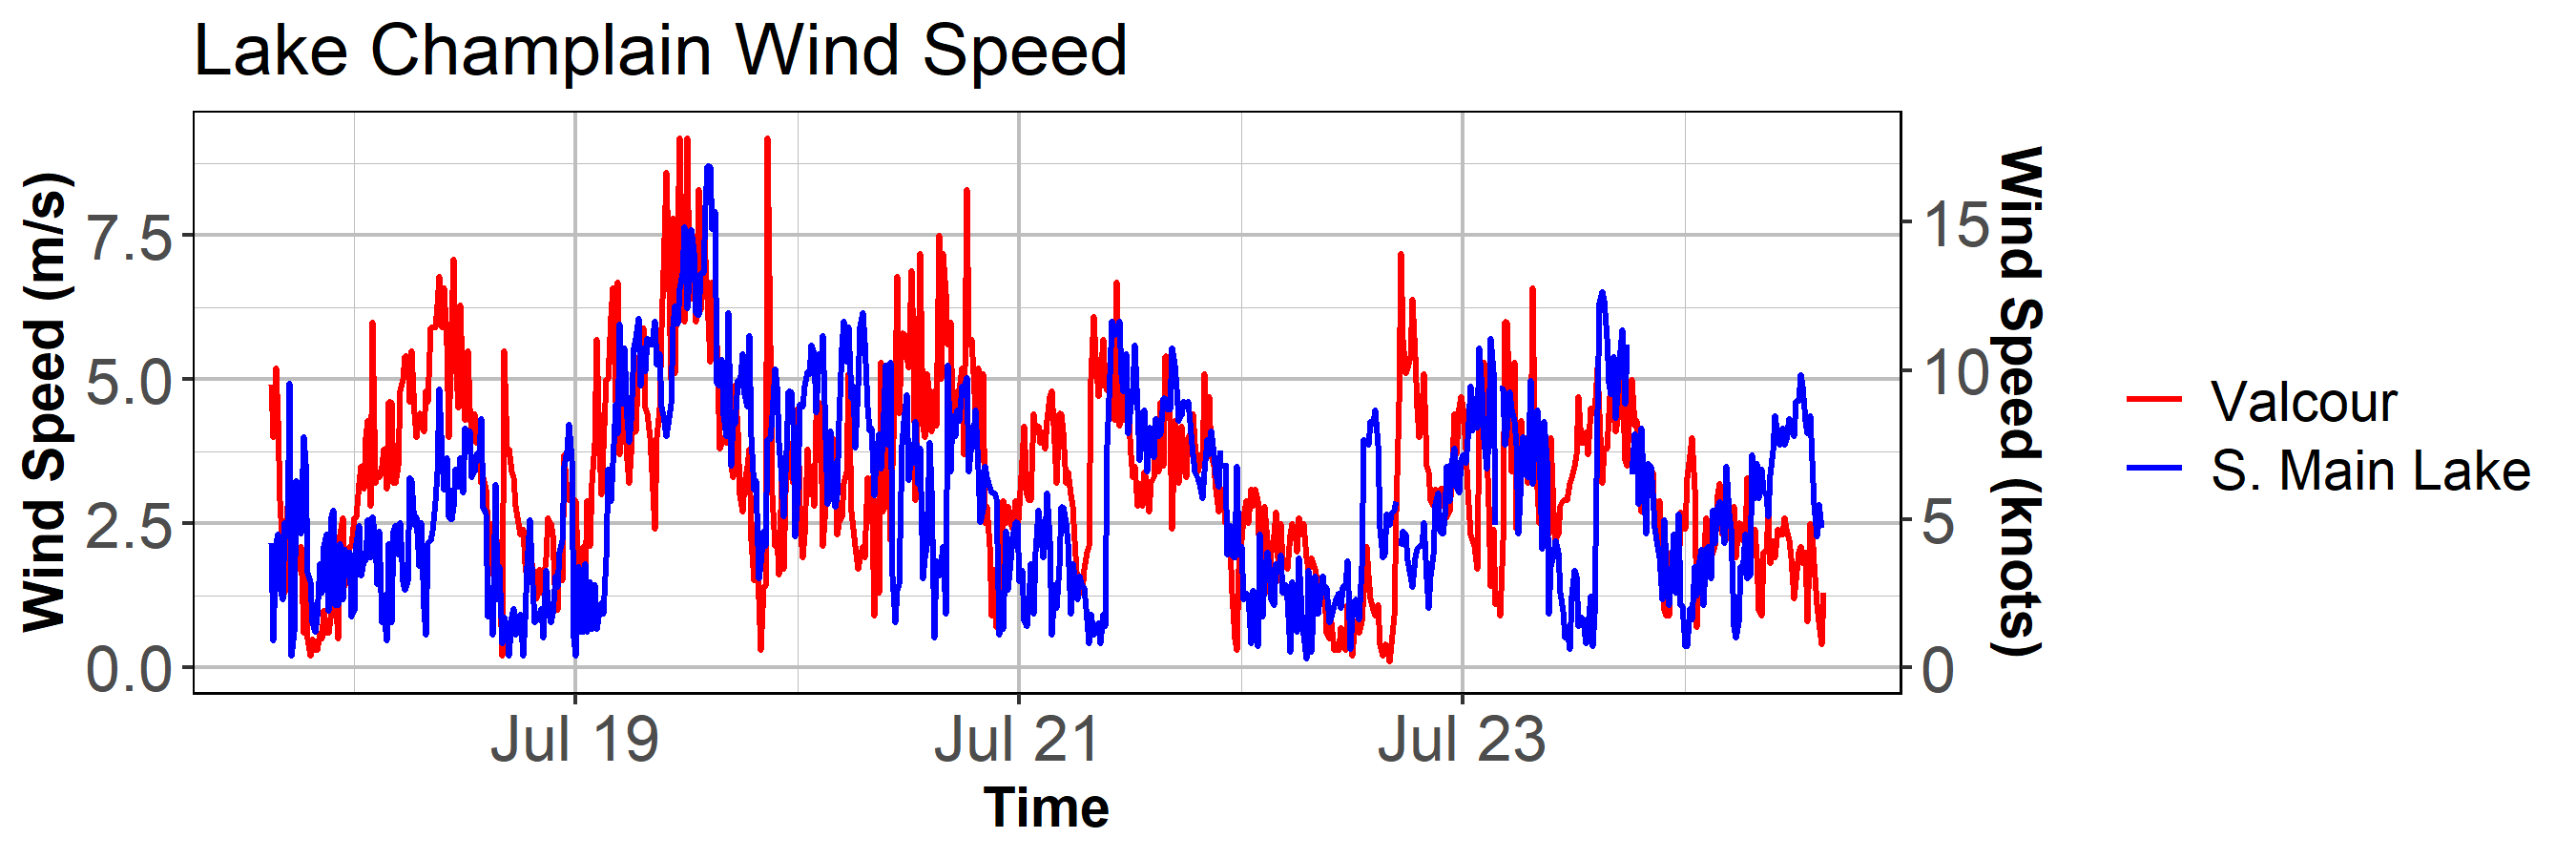 Lake Champlain Wind Speed
Wind Speed (m/s)
7.5
5.0
2.5
0.0
15
10
5
0
Wind Speed (knots)
Jul 19
Jul 21
Jul 23
Time
Valcour
S. Main Lake